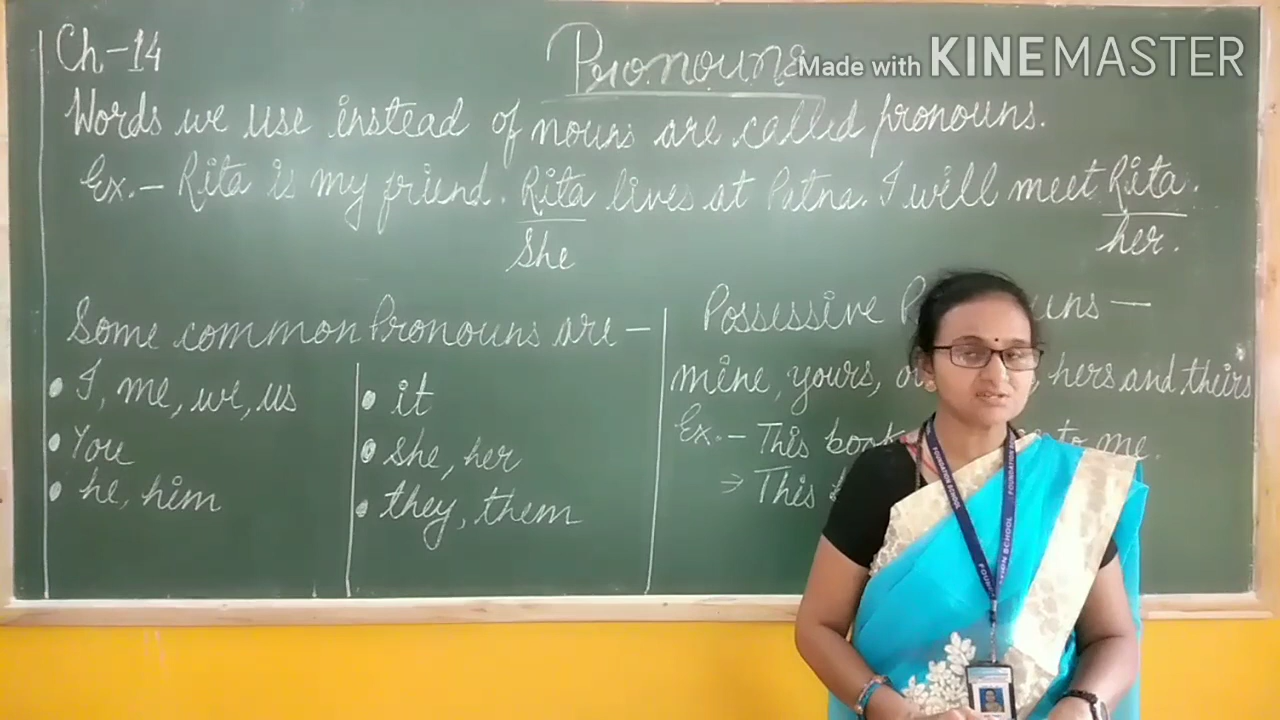 Ch-14
Pronouns
Made with KINEMASTER
Words we use instead of nouns are called pronouns.
Ex.- Rita is my friend. Rita lives at Patna. I will meet Rita.
She
her.
Some common Pronouns are -
• I, me, we, us
• You
• he, him
• it
• she, her
• they, them
Possessive
mine, yours, hers and theirs
Ex.- This to me.
→ This
FOUNDATION SCHOOL